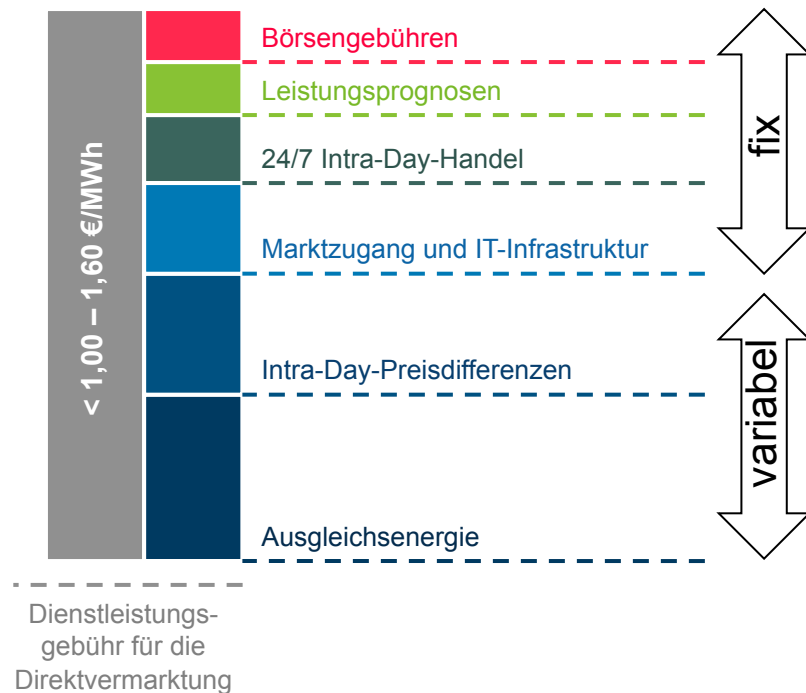 Börsengebühren
Leistungsprognosen
24/7 Intra-Day-Handel
Marktzugang und IT-Infrastruktur
Intra-Day-Preisdifferenzen
Ausgleichsenergie
fix
variabel
< 1,00 – 1,60 €/MWh
Dienstleistungs-
gebühr für die
Direktvermarktung